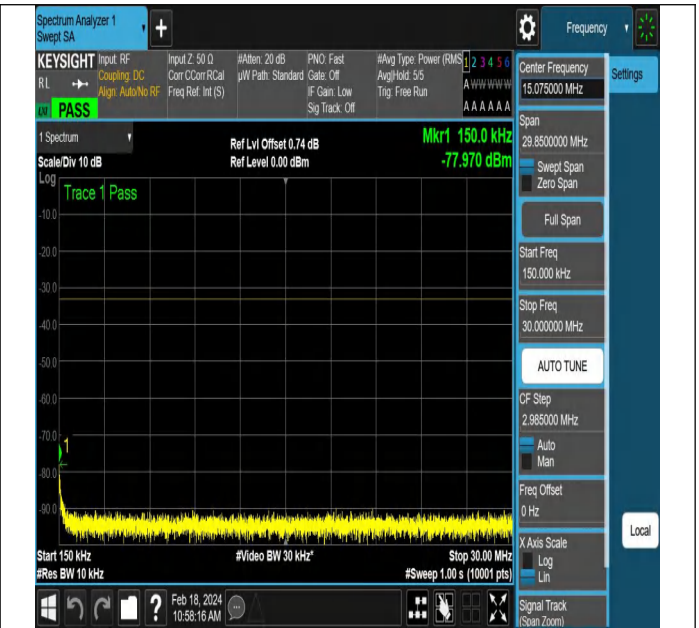 Spectrum Analyzer 1
Swept SA
+
Frequency
KEYSIGHT
RL
PASS
Input: RF
Coupling: DC
Align: Auto/No RF
Input Z: 50 Ω
Corr CCorr RCal
Freq Ref: Int (S)
#Atten: 20 dB
µW Path: Standard
PNO: Fast
Gate: Off
IF Gain: Low
Sig Track: Off
#Avg Type: Power (RMS
Avg|Hold: 5/5
Trig: Free Run
1 2 3 4 5 6
A W W W W W
A A A A A A
1 Spectrum
Scale/Div 10 dB
Ref Lvl Offset 0.74 dB
Ref Level 0.00 dBm
Mkr1 150.0 kHz
-77.970 dBm
Log
Trace 1 Pass
-10.0
-20.0
-30.0
-40.0
-50.0
-60.0
-70.0
1
-80.0
-90.0
Start 150 kHz
#Res BW 10 kHz
#Video BW 30 kHz*
Stop 30.00 MHz
#Sweep 1.00 s (10001 pts)
Feb 18, 2024
10:58:16 AM
?
Center Frequency
15.075000 MHz
Settings
Span
29.8500000 MHz
Swept Span
Zero Span
Full Span
Start Freq
150.000 kHz
Stop Freq
30.000000 MHz
AUTO TUNE
CF Step
2.985000 MHz
Auto
Man
Freq Offset
0 Hz
X Axis Scale
Log
Lin
Local
Signal Track
(Span Zoom)